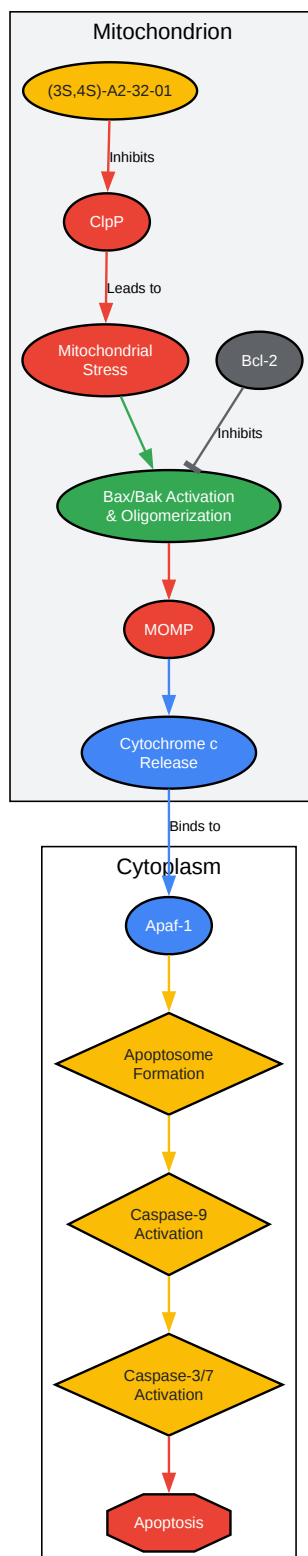 Mitochondrion
(3S,4S)-A2-32-01
Inhibits
ClpP
Leads to
Mitochondrial
Stress
Bcl-2
Inhibits
Bax/Bak Activation
& Oligomerization
MOMP
Cytochrome c
Release
Binds to
Cytoplasm
Apaf-1
Apoptosome
Formation
Caspase-9
Activation
Caspase-3/7
Activation
Apoptosis